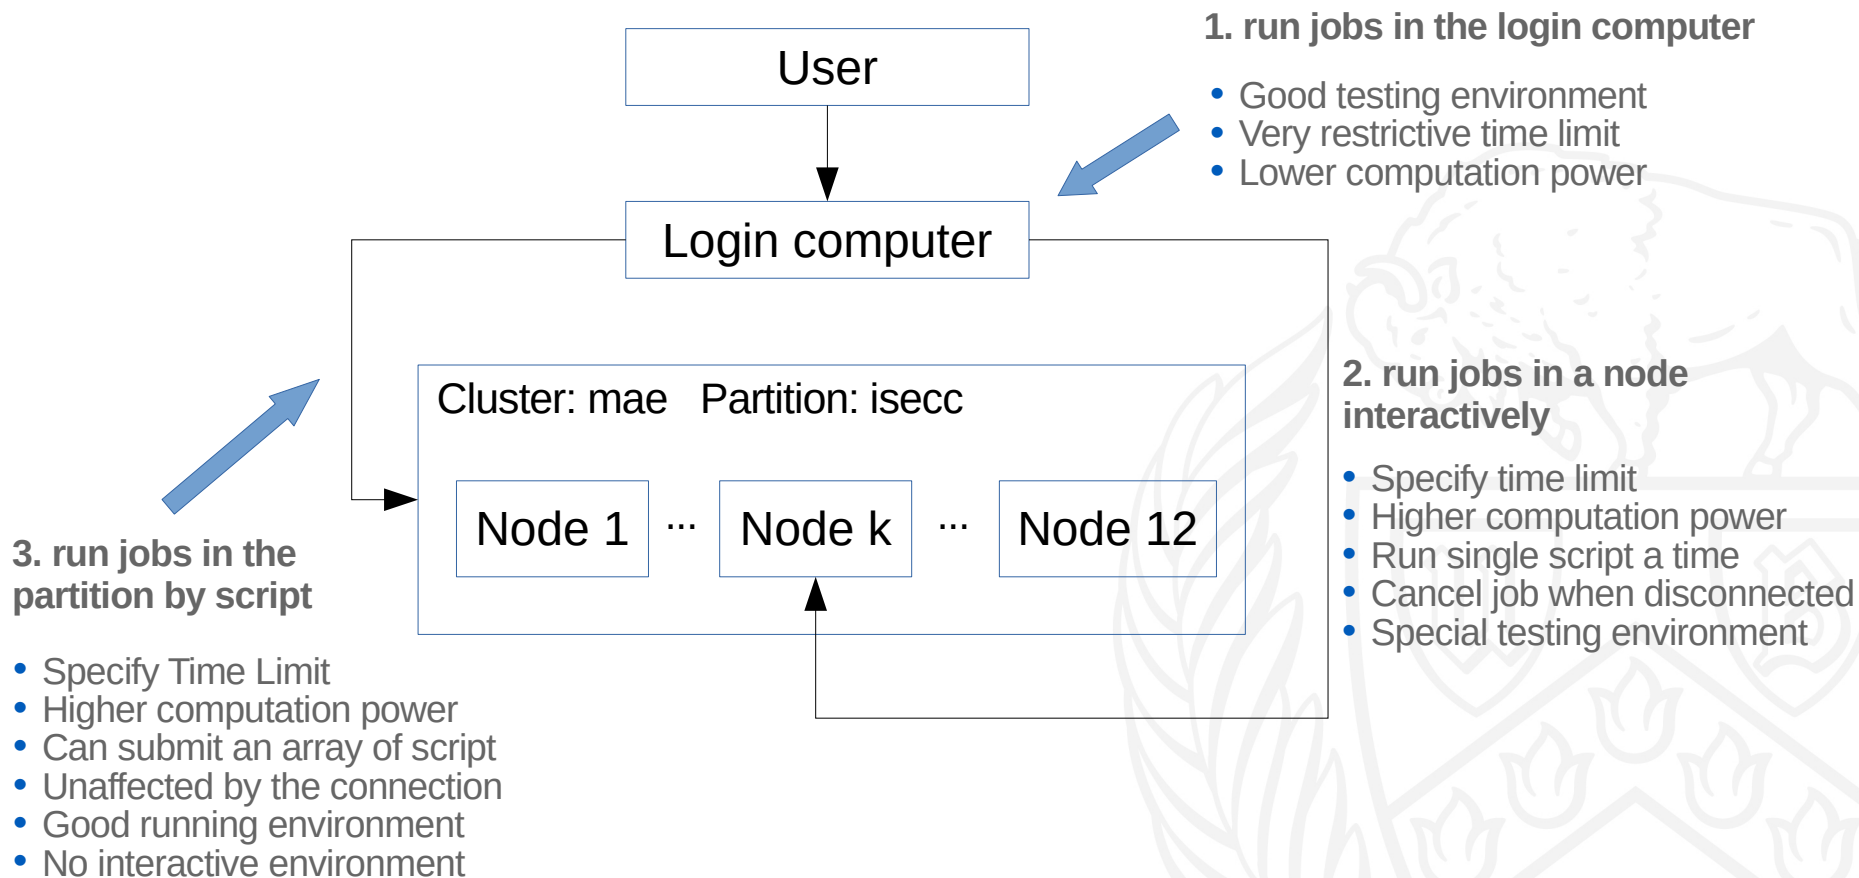 1. run jobs in the login computer
• Good testing environment
• Very restrictive time limit
• Lower computation power
User
Login computer
Cluster: mae Partition: isecc
Node 1 ... Node k ... Node 12
2. run jobs in a node
interactively
• Specify time limit
• Higher computation power
• Run single script a time
• Cancel job when disconnected
• Special testing environment
3. run jobs in the
partition by script
• Specify Time Limit
• Higher computation power
• Can submit an array of script
• Unaffected by the connection
• Good running environment
• No interactive environment